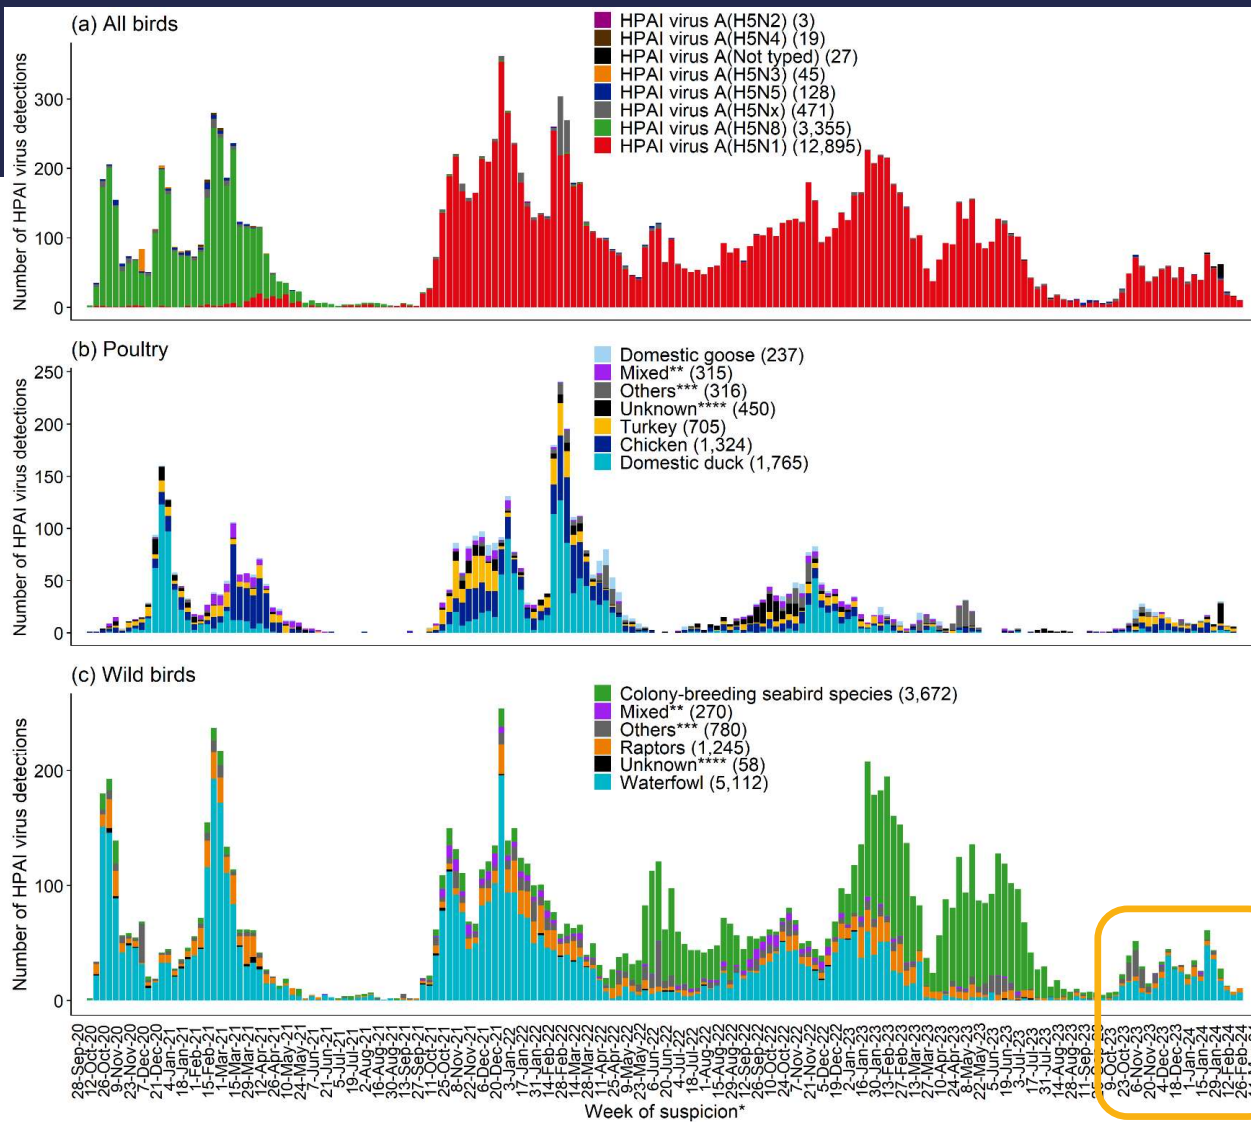 (a) All birds
HPAI virus A(H5N2) (3)
HPAI virus A(H5N4) (19)
HPAI virus A(Not typed) (27)
HPAI virus A(H5N3) (45)
HPAI virus A(H5N5) (128)
HPAI virus A(H5Nx) (471)
HPAI virus A(H5N8) (3,355)
HPAI virus A(H5N1) (12,895)
Number of HPAI virus detections
300
200
100
0
(b) Poultry
Domestic goose (237)
Mixed** (315)
Others*** (316)
Unknown**** (450)
Turkey (705)
Chicken (1,324)
Domestic duck (1,765)
Number of HPAI virus detections
250
200
150
100
50
0
(c) Wild birds
Colony-breeding seabird species (3,672)
Mixed** (270)
Others*** (780)
Raptors (1,245)
Unknown**** (58)
Waterfowl (5,112)
Number of HPAI virus detections
200
100
0
28-Sep-20
12-Oct-20
26-Oct-20
9-Nov-20
23-Nov-20
7-Dec-20
21-Dec-20
4-Jan-21
18-Jan-21
1-Feb-21
15-Feb-21
1-Mar-21
15-Mar-21
29-Mar-21
12-Apr-21
26-Apr-21
10-May-21
24-May-21
7-Jun-21
21-Jun-21
5-Jul-21
19-Jul-21
2-Aug-21
16-Aug-21
30-Aug-21
13-Sep-21
27-Sep-21
11-Oct-21
25-Oct-21
8-Nov-21
22-Nov-21
6-Dec-21
20-Dec-21
3-Jan-22
17-Jan-22
31-Jan-22
14-Feb-22
28-Feb-22
14-Mar-22
28-Mar-22
11-Apr-22
25-Apr-22
9-May-22
23-May-22
6-Jun-22
20-Jun-22
4-Jul-22
18-Jul-22
1-Aug-22
15-Aug-22
29-Aug-22
12-Sep-22
26-Sep-22
10-Oct-22
24-Oct-22
7-Nov-22
21-Nov-22
5-Dec-22
19-Dec-22
2-Jan-23
16-Jan-23
30-Jan-23
13-Feb-23
27-Feb-23
13-Mar-23
27-Mar-23
10-Apr-23
24-Apr-23
8-May-23
22-May-23
5-Jun-23
19-Jun-23
3-Jul-23
17-Jul-23
31-Jul-23
14-Aug-23
28-Aug-23
11-Sep-23
9-Oct-23
23-Oct-23
6-Nov-23
20-Nov-23
4-Dec-23
18-Dec-23
1-Jan-24
15-Jan-24
29-Jan-24
12-Feb-24
26-Feb-24
Week of suspicion*